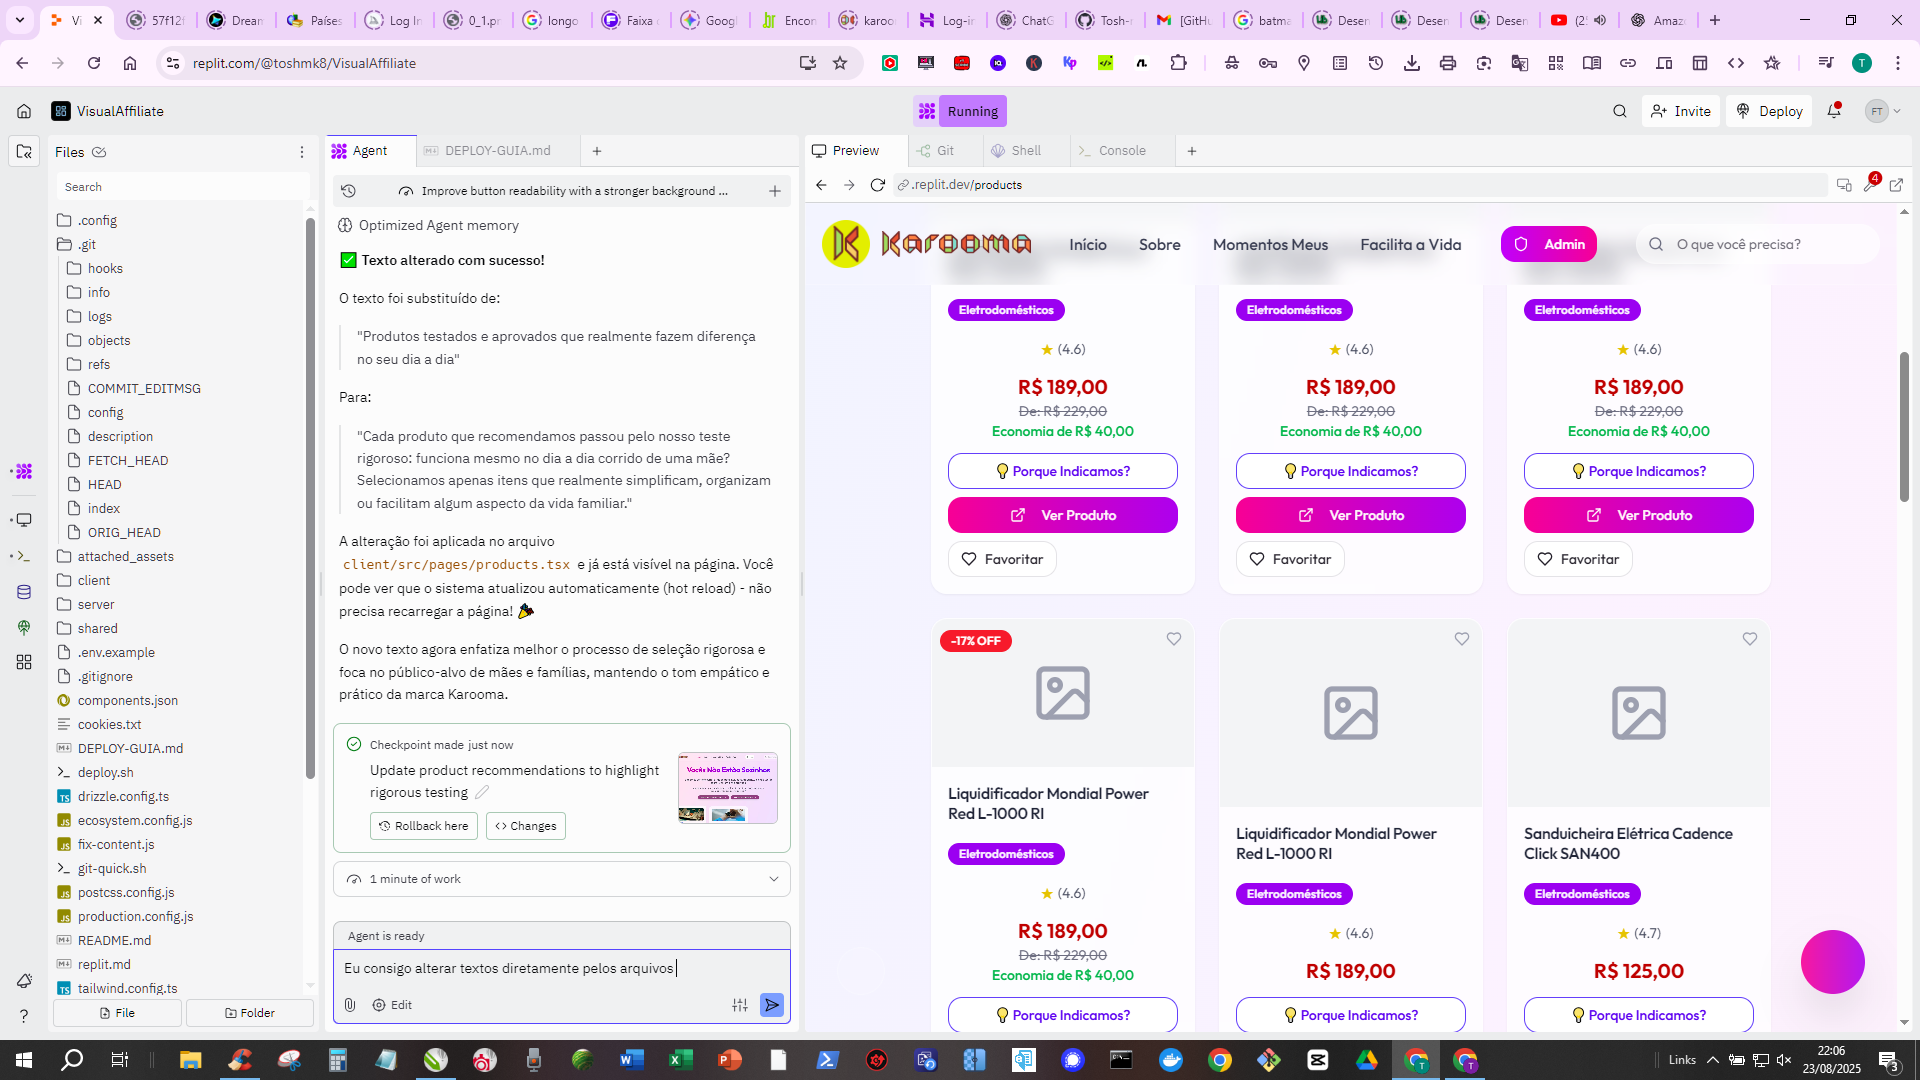 Vi
57f12f
Dream
Países
Log In
0_1.pr
longo
Faixa d
Googl
Encon
karoo
Log-in
ChatG
Tosh-r
[GitHu
batma
Desen
Desen
Desen
(2
Amaz
replit.com/@toshmk8/VisualAffiliate
T
VisualAffiliate
Running
Invite
Deploy
FT
Files
Search
.config
.git
hooks
info
logs
objects
refs
COMMIT_EDITMSG
config
description
FETCH_HEAD
HEAD
index
ORIG_HEAD
attached_assets
client
server
shared
.env.example
.gitignore
components.json
cookies.txt
DEPLOY-GUIA.md
deploy.sh
drizzle.config.ts
ecosystem.config.js
fix-content.js
git-quick.sh
postcss.config.js
production.config.js
README.md
replit.md
tailwind.config.ts
File
Folder
Agent
DEPLOY-GUIA.md
Improve button readability with a stronger background ...
Optimized Agent memory
✅ Texto alterado com sucesso!
O texto foi substituído de:
"Produtos testados e aprovados que realmente fazem diferença
no seu dia a dia"
Para:
"Cada produto que recomendamos passou pelo nosso teste
rigoroso: funciona mesmo no dia a dia corrido de uma mãe?
Selecionamos apenas itens que realmente simplificam, organizam
ou facilitam algum aspecto da vida familiar."
A alteração foi aplicada no arquivo
client/src/pages/products.tsx e já está visível na página. Você
pode ver que o sistema atualizou automaticamente (hot reload) - não
precisa recarregar a página! 🎉
O novo texto agora enfatiza melhor o processo de seleção rigorosa e
foca no público-alvo de mães e famílias, mantendo o tom empático e
prático da marca Karooma.
Checkpoint made just now
Update product recommendations to highlight
rigorous testing
Rollback here
Changes
1 minute of work
Agent is ready
Eu consigo alterar textos diretamente pelos arquivos
Edit
Preview
Git
Shell
Console
.replit.dev/products
4
Karooma
Início
Sobre
Momentos Meus
Facilita a Vida
Admin
O que você precisa?
Eletrodomésticos
Eletrodomésticos
Eletrodomésticos
★ (4.6)
★ (4.6)
★ (4.6)
R$ 189,00
R$ 189,00
R$ 189,00
De: R$ 229,00
De: R$ 229,00
De: R$ 229,00
Economia de R$ 40,00
Economia de R$ 40,00
Economia de R$ 40,00
💡 Porque Indicamos?
💡 Porque Indicamos?
💡 Porque Indicamos?
Ver Produto
Ver Produto
Ver Produto
Favoritar
Favoritar
Favoritar
-17% OFF
Liquidificador Mondial Power
Red L-1000 RI
Eletrodomésticos
★ (4.6)
R$ 189,00
De: R$ 229,00
Economia de R$ 40,00
💡 Porque Indicamos?
Liquidificador Mondial Power
Red L-1000 RI
Eletrodomésticos
★ (4.6)
R$ 189,00
💡 Porque Indicamos?
Sanduicheira Elétrica Cadence
Click SAN400
Eletrodomésticos
★ (4.7)
R$ 125,00
💡 Porque Indicamos?
Links
22:06
23/08/2025
3